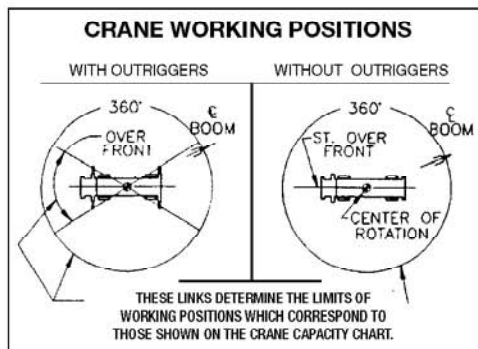 CRANE WORKING POSITIONS
WITH OUTRIGGERS
360°
℄
BOOM
OVER
FRONT
WITHOUT OUTRIGGERS
360°
℄
BOOM
ST. OVER
FRONT
CENTER OF
ROTATION
THESE LINKS DETERMINE THE LIMITS OF
WORKING POSITIONS WHICH CORRESPOND TO
THOSE SHOWN ON THE CRANE CAPACITY CHART.